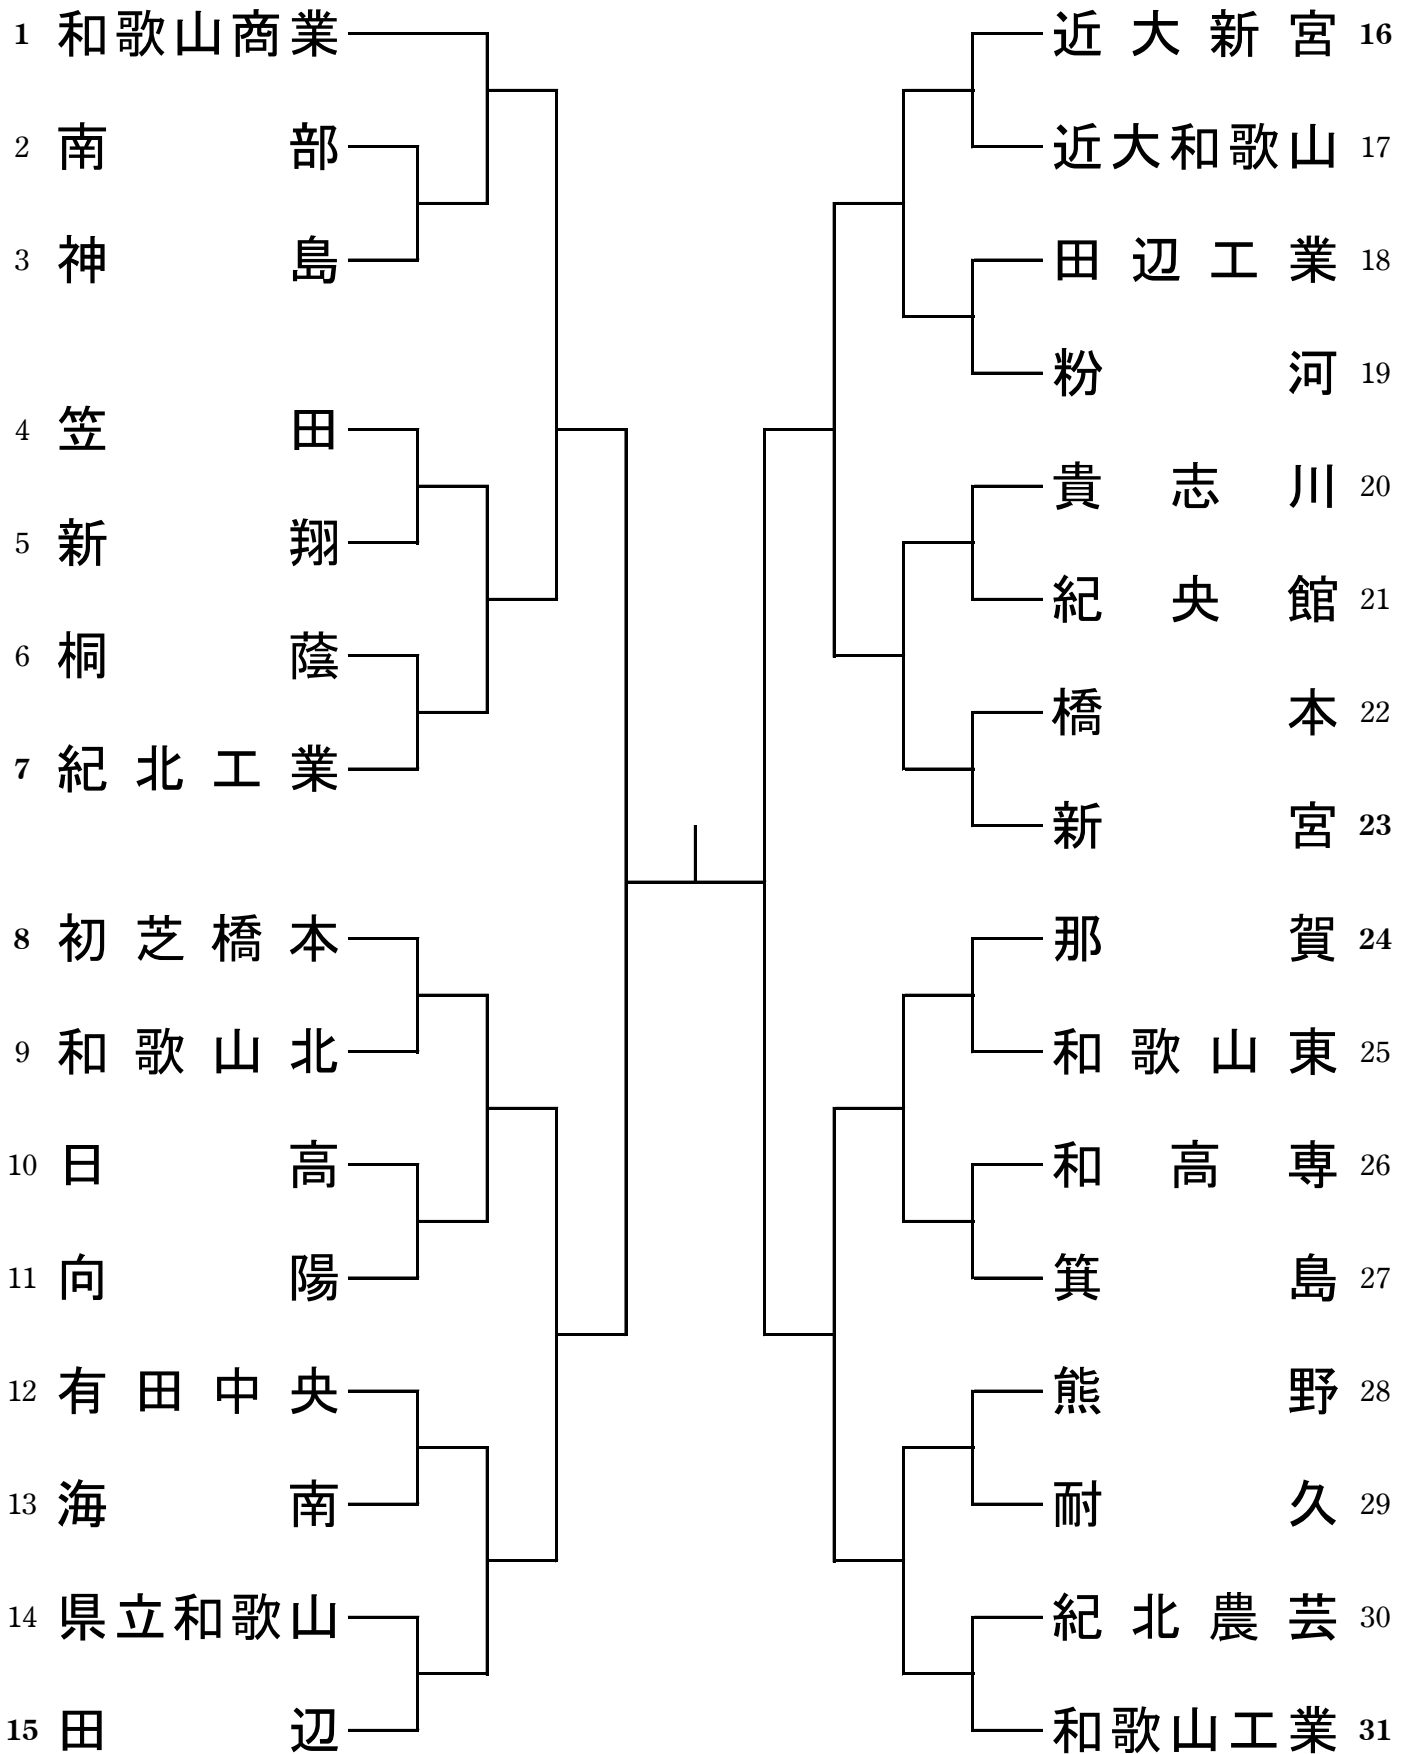 1 和歌山商業
2 南部
3 神島
4 笠田
5 新翔
6 桐蔭
7 紀北工業
8 初芝橋本
9 和歌山北
10 日高
11 向陽
12 有田中央
13 海南
14 県立和歌山
15 田辺
近大新宮 16
近大和歌山 17
田辺工業 18
粉河 19
貴志川 20
紀央館 21
橋本 22
新宮 23
那賀 24
和歌山東 25
和高専 26
箕島 27
熊野 28
耐久 29
紀北農芸 30
和歌山工業 31